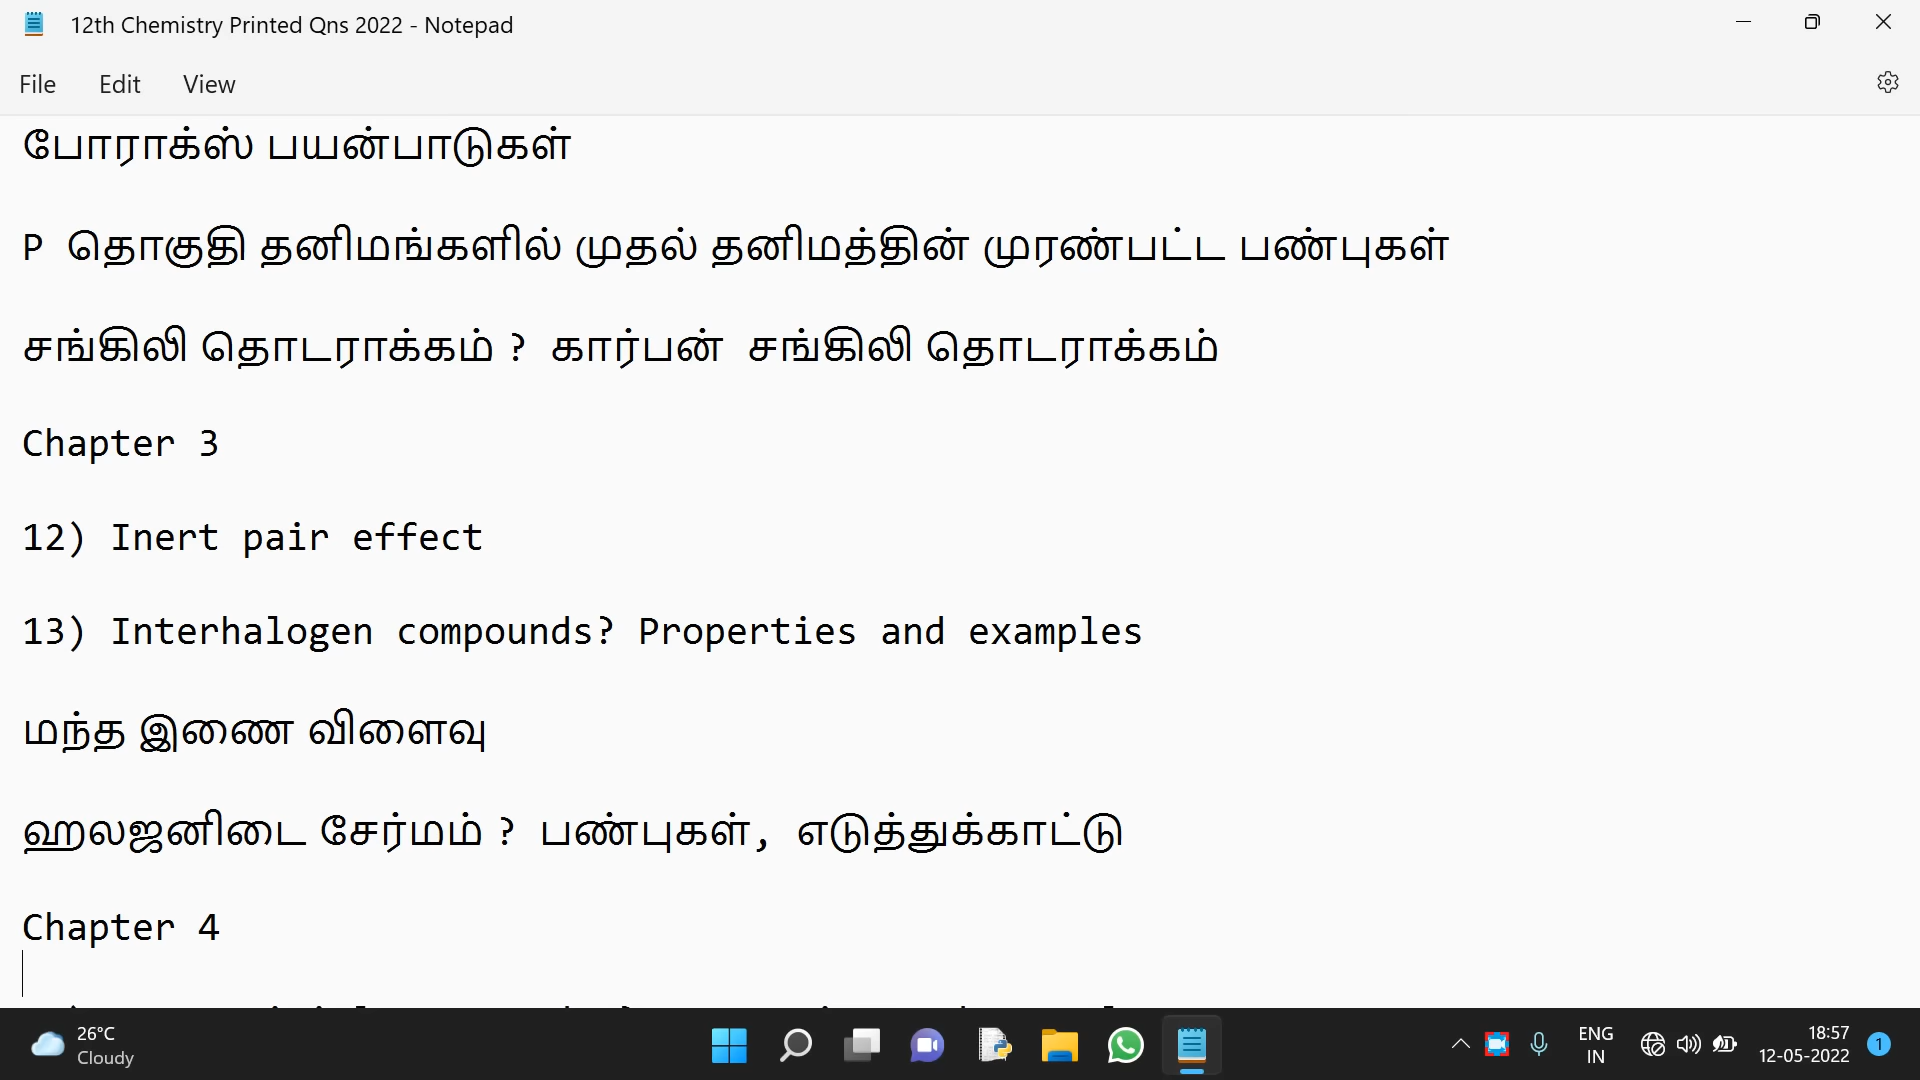 12th Chemistry Printed Qns 2022 - Notepad
File Edit View
போராக்ஸ் பயன்பாடுகள்
P தொகுதி தனிமங்களில் முதல் தனிமத்தின் முரண்பட்ட பண்புகள்
சங்கிலி தொடராக்கம் ? கார்பன் சங்கிலி தொடராக்கம்
Chapter 3
12) Inert pair effect
13) Interhalogen compounds? Properties and examples
மந்த இணை விளைவு
ஹலஜனிடை சேர்மம் ? பண்புகள், எடுத்துக்காட்டு
Chapter 4
26°C
Cloudy
ENG
IN
18:57
12-05-2022
1